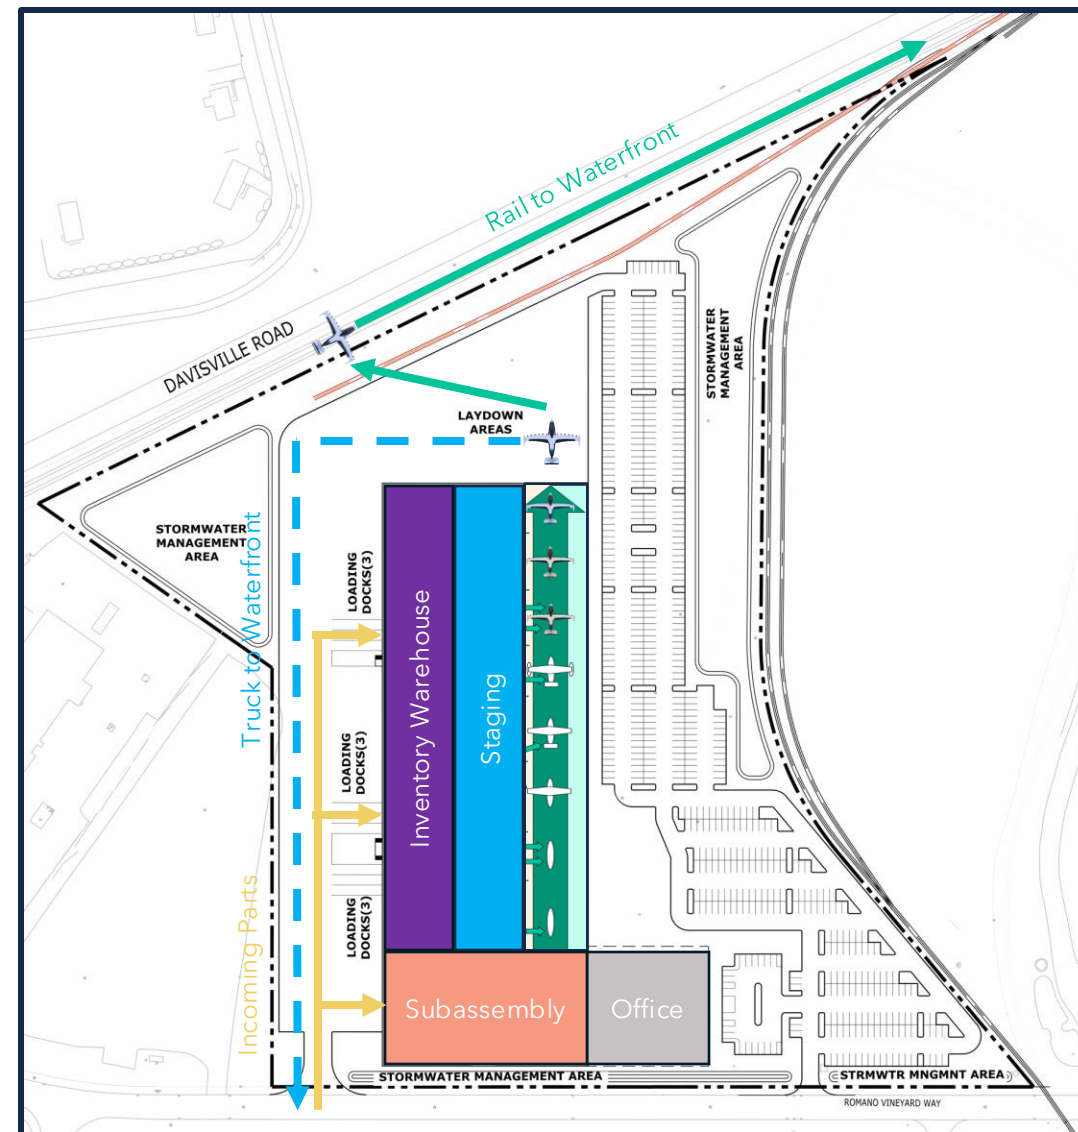 Rail to Waterfront
DAVISVILLE ROAD
STORMWATER
MANAGEMENT
AREA
LAYDOWN
AREAS
STORMWATER
MANAGEMENT
AREA
Truck to Waterfront
LOADING
DOCKS(3)
Inventory Warehouse
Staging
LOADING
DOCKS(3)
Incoming Parts
LOADING
DOCKS(3)
Subassembly
Office
STORMWATER MANAGEMENT AREA
STRMWTR MNGMNT AREA
ROMANO VINEYARD WAY